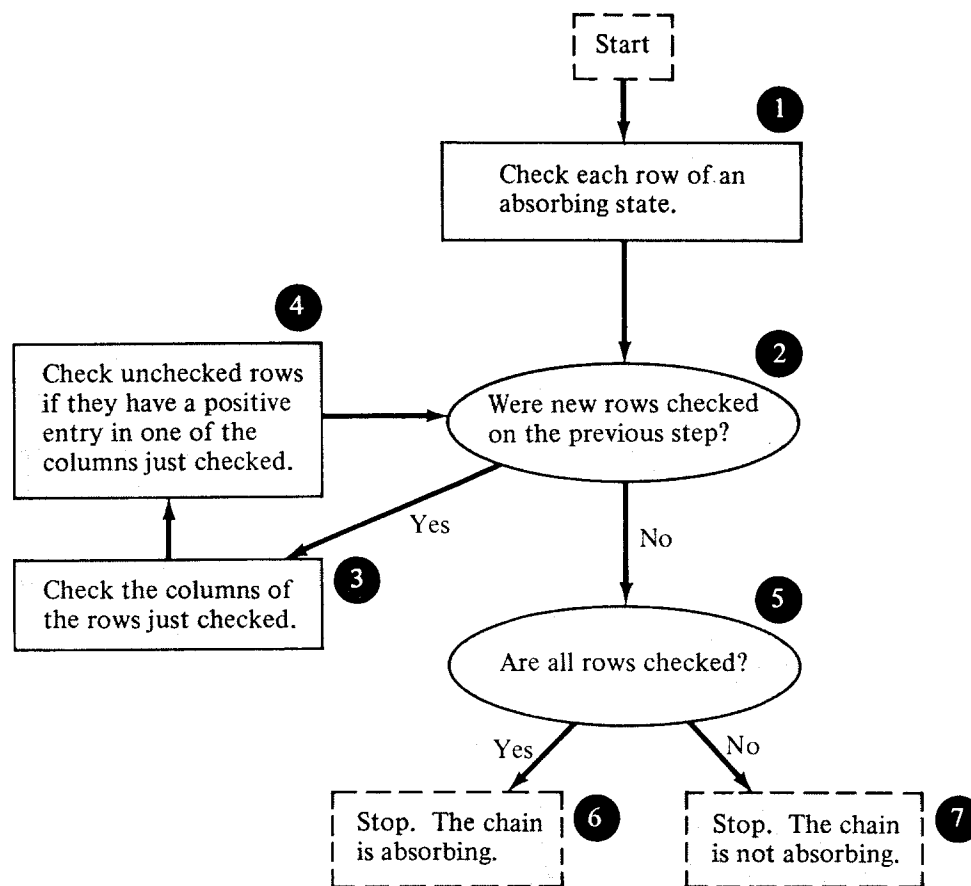 Start
1
Check each row of an
absorbing state.
4
Check unchecked rows
if they have a positive
entry in one of the
columns just checked.
2
Were new rows checked
on the previous step?
Yes
No
Check the columns of
the rows just checked.
3
5
Are all rows checked?
Yes
No
Stop. The chain
is absorbing.
6
Stop. The chain
is not absorbing.
7